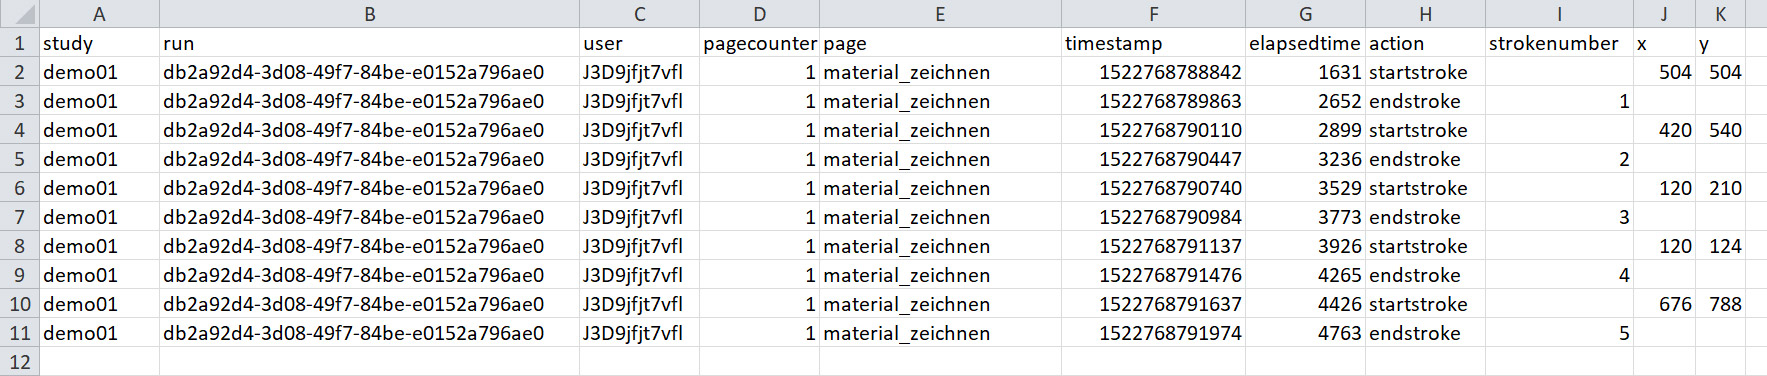 A B C D E F G H I J K
1 study run user pagecounter page timestamp elapsedtime action strokenumber x y
2 demo01 db2a92d4-3d08-49f7-84be-e0152a796ae0 J3D9jfjt7vfl 1 material_zeichnen 1522768788842 1631 startstroke 504 504
3 demo01 db2a92d4-3d08-49f7-84be-e0152a796ae0 J3D9jfjt7vfl 1 material_zeichnen 1522768789863 2652 endstroke 1
4 demo01 db2a92d4-3d08-49f7-84be-e0152a796ae0 J3D9jfjt7vfl 1 material_zeichnen 1522768790110 2899 startstroke 420 540
5 demo01 db2a92d4-3d08-49f7-84be-e0152a796ae0 J3D9jfjt7vfl 1 material_zeichnen 1522768790447 3236 endstroke 2
6 demo01 db2a92d4-3d08-49f7-84be-e0152a796ae0 J3D9jfjt7vfl 1 material_zeichnen 1522768790740 3529 startstroke 120 210
7 demo01 db2a92d4-3d08-49f7-84be-e0152a796ae0 J3D9jfjt7vfl 1 material_zeichnen 1522768790984 3773 endstroke 3
8 demo01 db2a92d4-3d08-49f7-84be-e0152a796ae0 J3D9jfjt7vfl 1 material_zeichnen 1522768791137 3926 startstroke 120 124
9 demo01 db2a92d4-3d08-49f7-84be-e0152a796ae0 J3D9jfjt7vfl 1 material_zeichnen 1522768791476 4265 endstroke 4
10 demo01 db2a92d4-3d08-49f7-84be-e0152a796ae0 J3D9jfjt7vfl 1 material_zeichnen 1522768791637 4426 startstroke 676 788
11 demo01 db2a92d4-3d08-49f7-84be-e0152a796ae0 J3D9jfjt7vfl 1 material_zeichnen 1522768791974 4763 endstroke 5
12